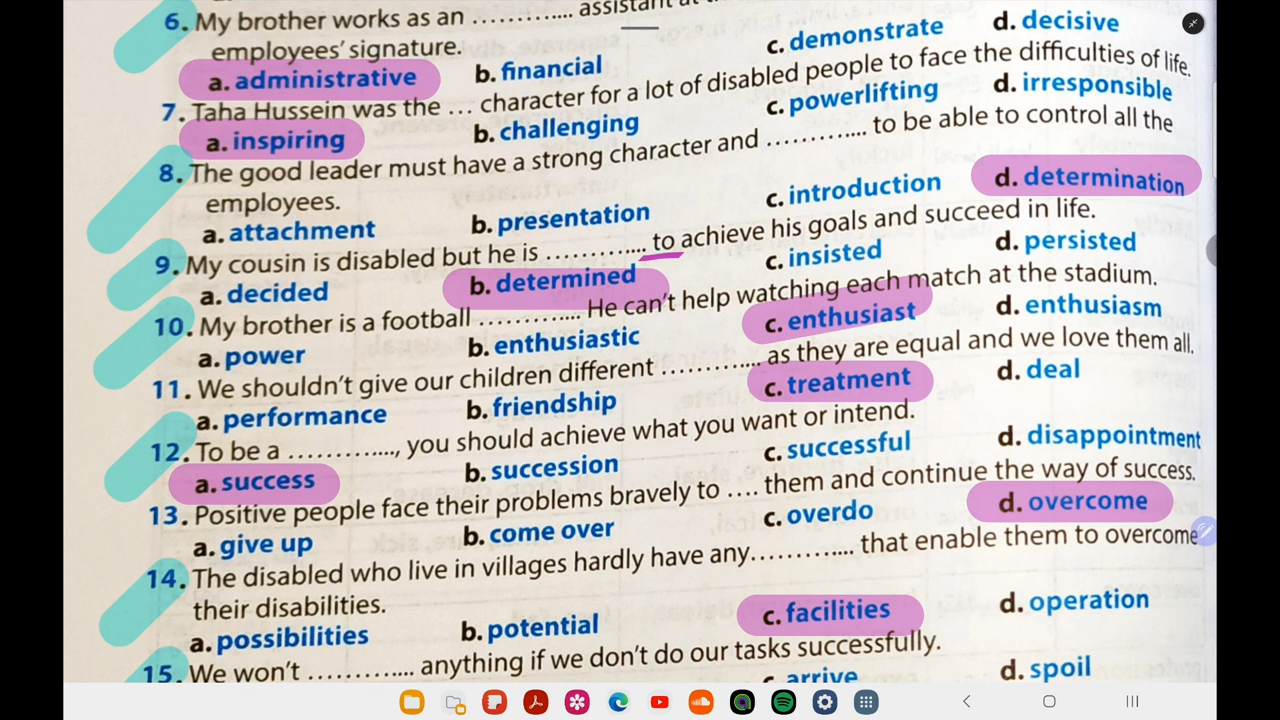 6. My brother works as an ………... assistant at
employees' signature.
a. administrative b. financial c. demonstrate d. decisive
7. Taha Hussein was the … character for a lot of disabled people to face the difficulties of life.
a. inspiring b. challenging c. powerlifting d. irresponsible
8. The good leader must have a strong character and ………... to be able to control all the
employees.
a. attachment b. presentation c. introduction d. determination
9. My cousin is disabled but he is ………... to achieve his goals and succeed in life.
a. decided b. determined c. insisted d. persisted
10. My brother is a football ………... He can't help watching each match at the stadium.
a. power b. enthusiastic c. enthusiast d. enthusiasm
11. We shouldn't give our children different ………... as they are equal and we love them all.
a. performance b. friendship c. treatment d. deal
12. To be a ………..., you should achieve what you want or intend.
a. success b. succession c. successful d. disappointment
13. Positive people face their problems bravely to …. them and continue the way of success.
a. give up b. come over c. overdo d. overcome
14. The disabled who live in villages hardly have any………... that enable them to overcome
their disabilities.
a. possibilities b. potential c. facilities d. operation
15. We won't ………... anything if we don't do our tasks successfully.
c. arrive d. spoil